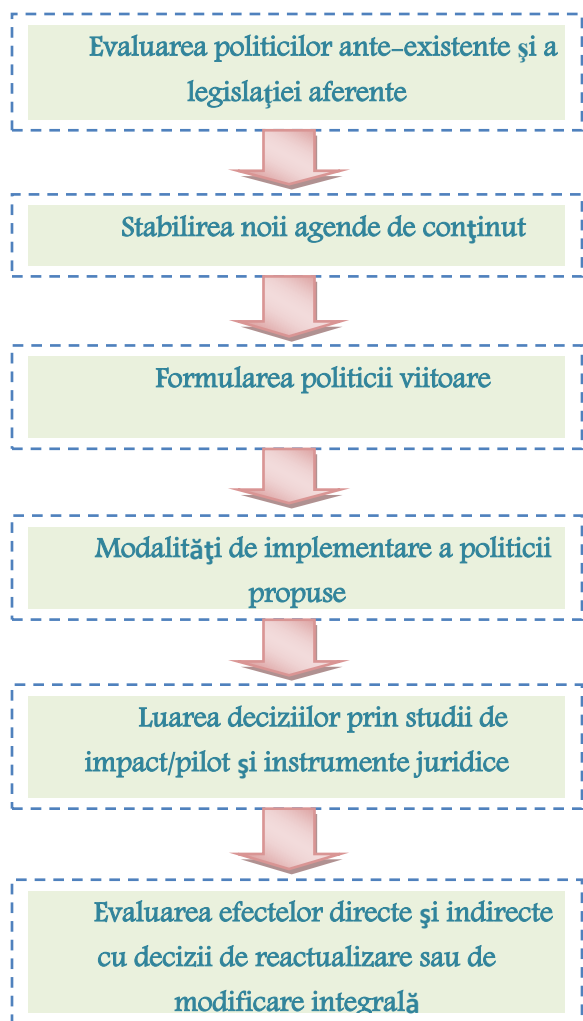 Evaluarea politicilor ante-existente şi a
legislaţiei aferente
Stabilirea noii agende de conţinut
Formularea politicii viitoare
Modalităţi de implementare a politicii
propuse
Luarea deciziilor prin studii de
impact/pilot şi instrumente juridice
Evaluarea efectelor directe şi indirecte
cu decizii de reactualizare sau de
modificare integrală